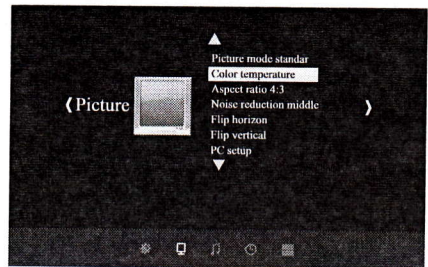 Picture mode standar
Color temperature
Aspect ratio 4:3
Picture
Noise reduction middle
Flip horizon
Flip vertical
PC setup